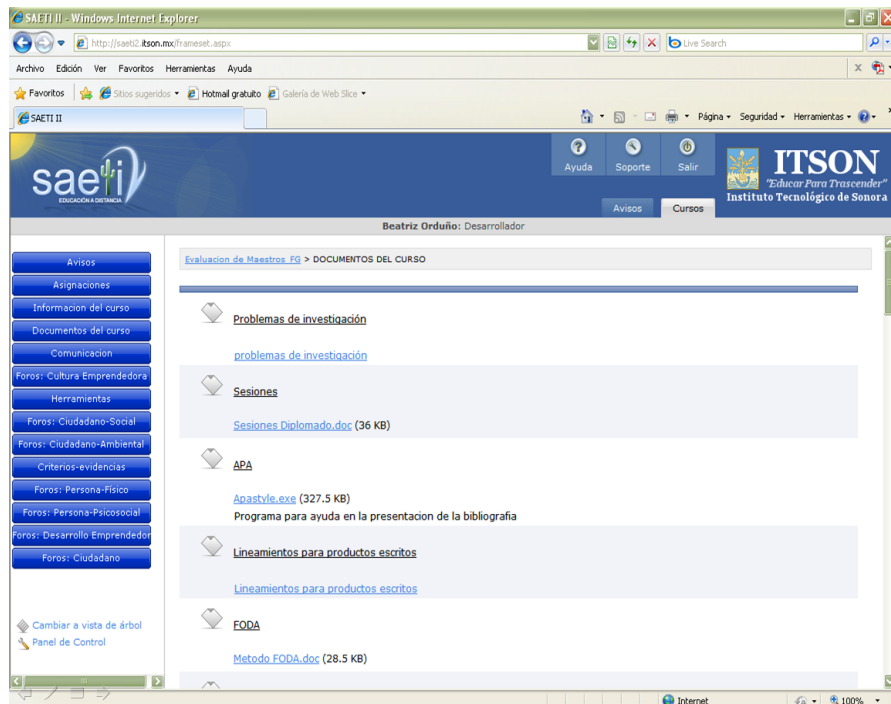 SAETI II - Windows Internet Explorer
http://saeti2.itson.mx/frameset.aspx
Live Search
Archivo Edición Ver Favoritos Herramientas Ayuda
Favoritos Sitios sugeridos Hotmail gratuito Galería de Web Slice
SAETI II
Página Seguridad Herramientas
saeti
EDUCACIÓN A DISTANCIA
Ayuda Soporte Salir
Avisos Cursos
ITSON
"Educar Para Trascender"
Instituto Tecnológico de Sonora
Beatriz Orduño: Desarrollador
Avisos
Asignaciones
Informacion del curso
Documentos del curso
Comunicacion
Foros: Cultura Emprendedora
Herramientas
Foros: Ciudadano-Social
Foros: Ciudadano-Ambiental
Criterios-evidencias
Foros: Persona-Físico
Foros: Persona-Psicosocial
Foros: Desarrollo Emprendedor
Foros: Ciudadano
Cambiar a vista de árbol
Panel de Control
Evaluacion de Maestros FG > DOCUMENTOS DEL CURSO
Problemas de investigación
problemas de investigación
Sesiones
Sesiones Diplomado.doc (36 KB)
APA
Apastyle.exe (327.5 KB)
Programa para ayuda en la presentacion de la bibliografia
Lineamientos para productos escritos
Lineamientos para productos escritos
FODA
Metodo FODA.doc (28.5 KB)
Internet
100%